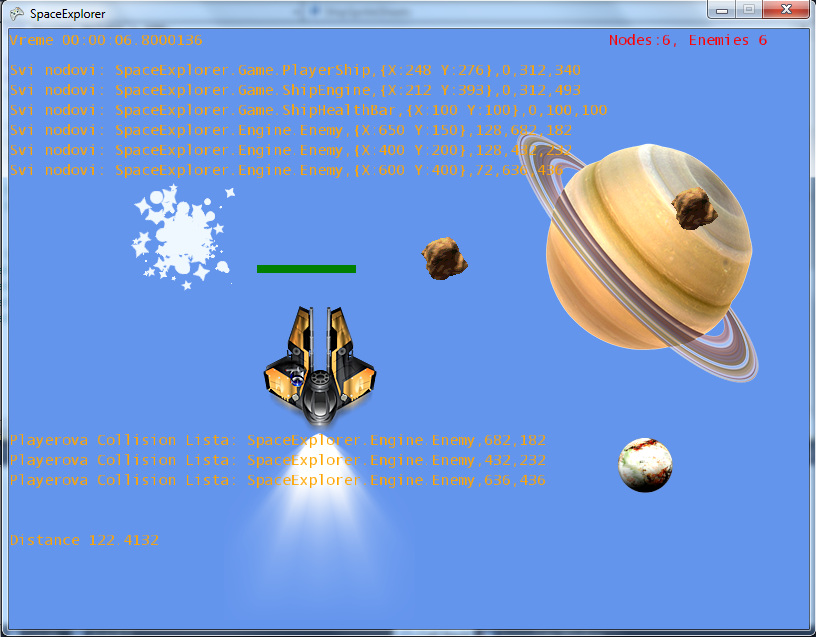 SpaceExplorer
Vreme 00:00:06.8000136
Nodes:6, Enemies 6
Svi nodovi: SpaceExplorer.Game.PlayerShip,{X:248 Y:276},0,312,340
Svi nodovi: SpaceExplorer.Game.ShipEngine,{X:212 Y:393},0,312,493
Svi nodovi: SpaceExplorer.Game.ShipHealthBar,{X:100 Y:100},0,100,100
Svi nodovi: SpaceExplorer.Engine.Enemy,{X:650 Y:150},128,682,182
Svi nodovi: SpaceExplorer.Engine.Enemy,{X:400 Y:200},128,432,232
Svi nodovi: SpaceExplorer.Engine.Enemy,{X:600 Y:400},72,636,436
Playerova Collision Lista: SpaceExplorer.Engine.Enemy,682,182
Playerova Collision Lista: SpaceExplorer.Engine.Enemy,432,232
Playerova Collision Lista: SpaceExplorer.Engine.Enemy,636,436
Distance 122.4132